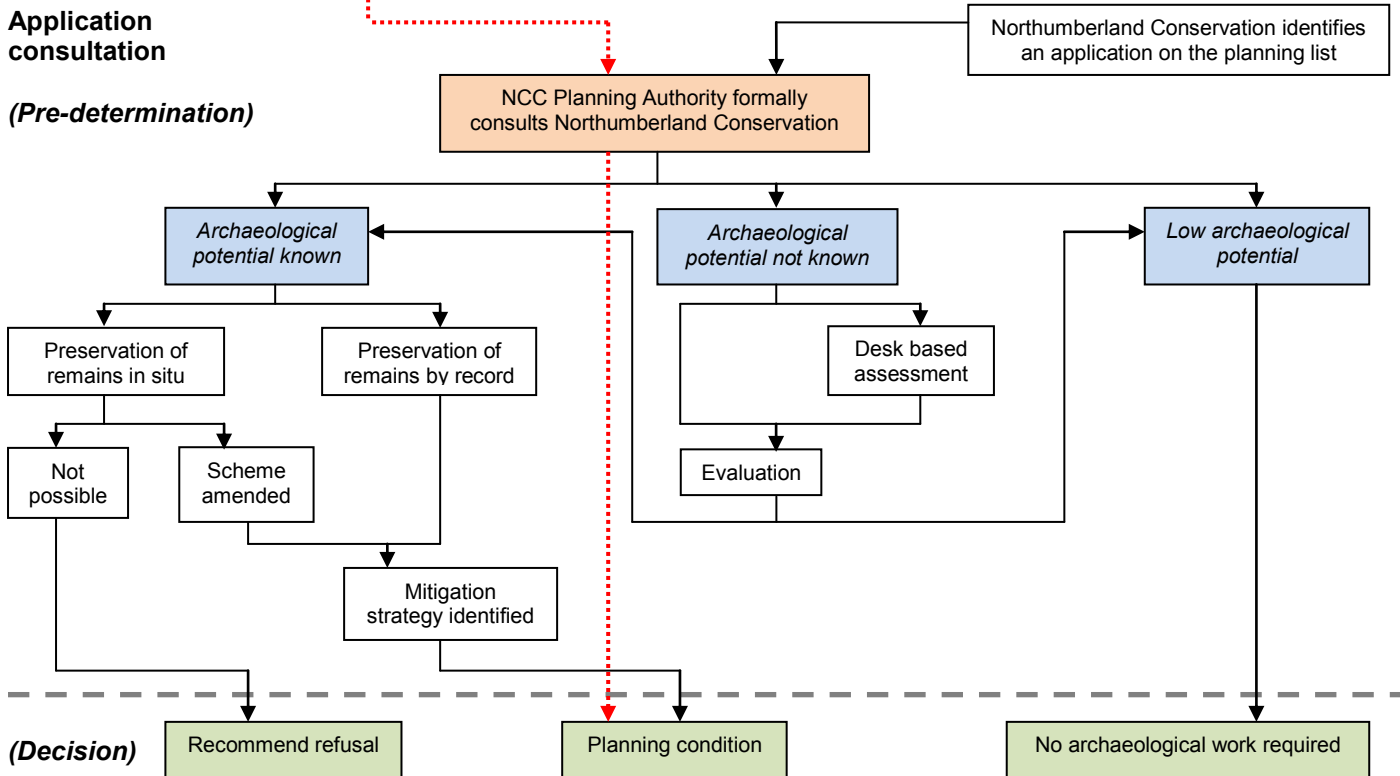 Application
consultation
(Pre-determination)
Northumberland Conservation identifies
an application on the planning list
NCC Planning Authority formally
consults Northumberland Conservation
Archaeological
potential known
Archaeological
potential not known
Low archaeological
potential
Preservation of
remains in situ
Preservation of
remains by record
Desk based
assessment
Not
possible
Scheme
amended
Evaluation
Mitigation
strategy identified
(Decision)
Recommend refusal
Planning condition
No archaeological work required